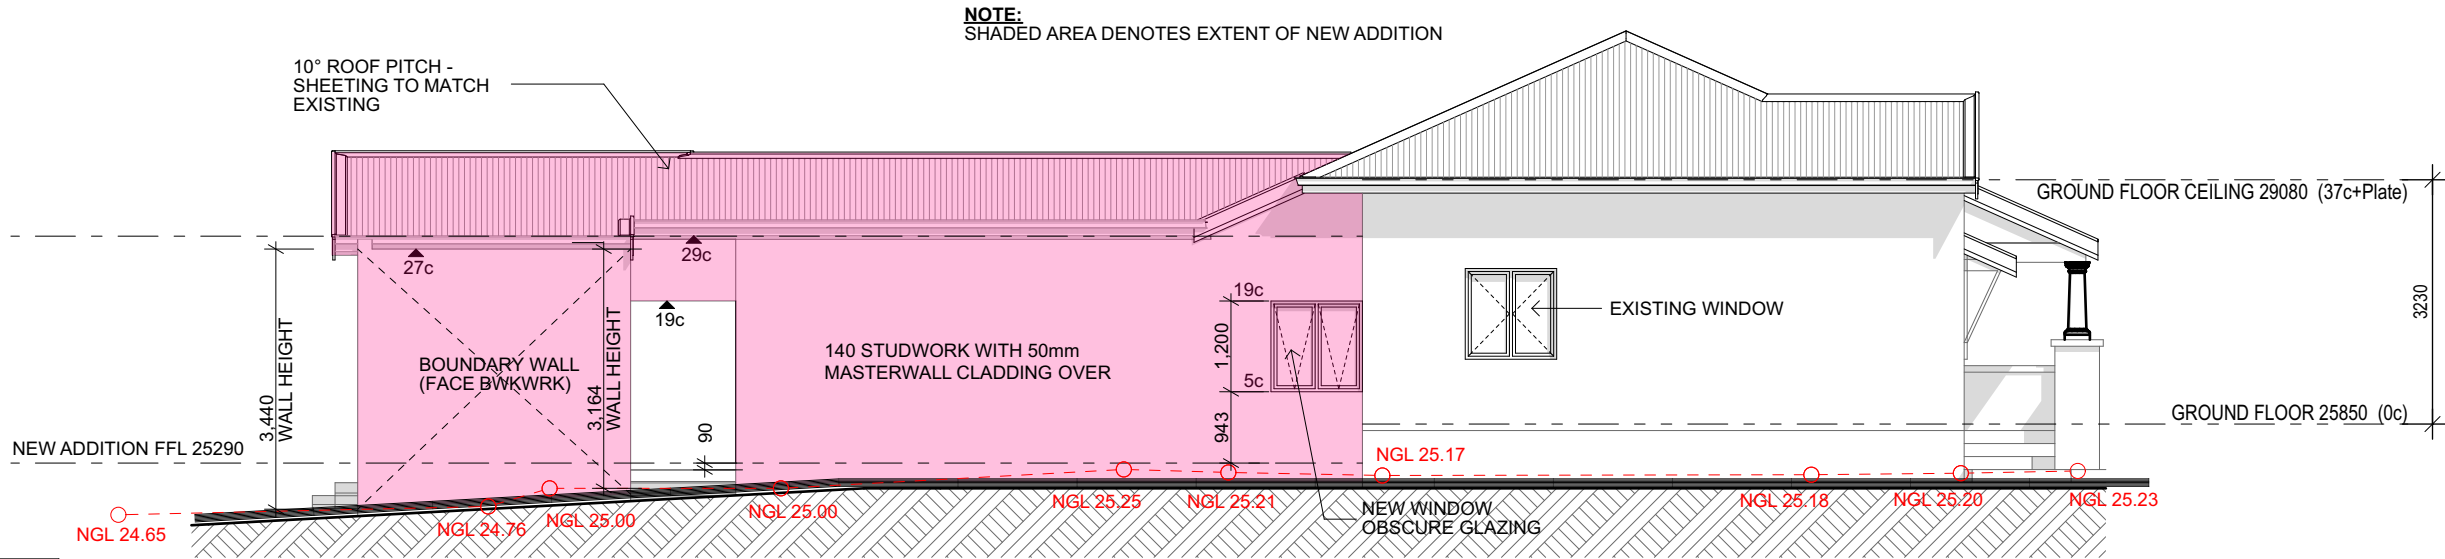 NOTE:
SHADED AREA DENOTES EXTENT OF NEW ADDITION
10° ROOF PITCH -
SHEETING TO MATCH
EXISTING
GROUND FLOOR CEILING 29080 (37c+Plate)
27c
29c
19c
19c
5c
3,440
WALL HEIGHT
3,164
WALL HEIGHT
BOUNDARY WALL
(FACE BWKWRK)
140 STUDWORK WITH 50mm
MASTERWALL CLADDING OVER
1,200
943
90
EXISTING WINDOW
3230
GROUND FLOOR 25850 (0c)
NEW ADDITION FFL 25290
NGL 24.65
NGL 24.76
NGL 25.00
NGL 25.00
NGL 25.25
NGL 25.21
NGL 25.17
NGL 25.18
NGL 25.20
NGL 25.23
NEW WINDOW
OBSCURE GLAZING